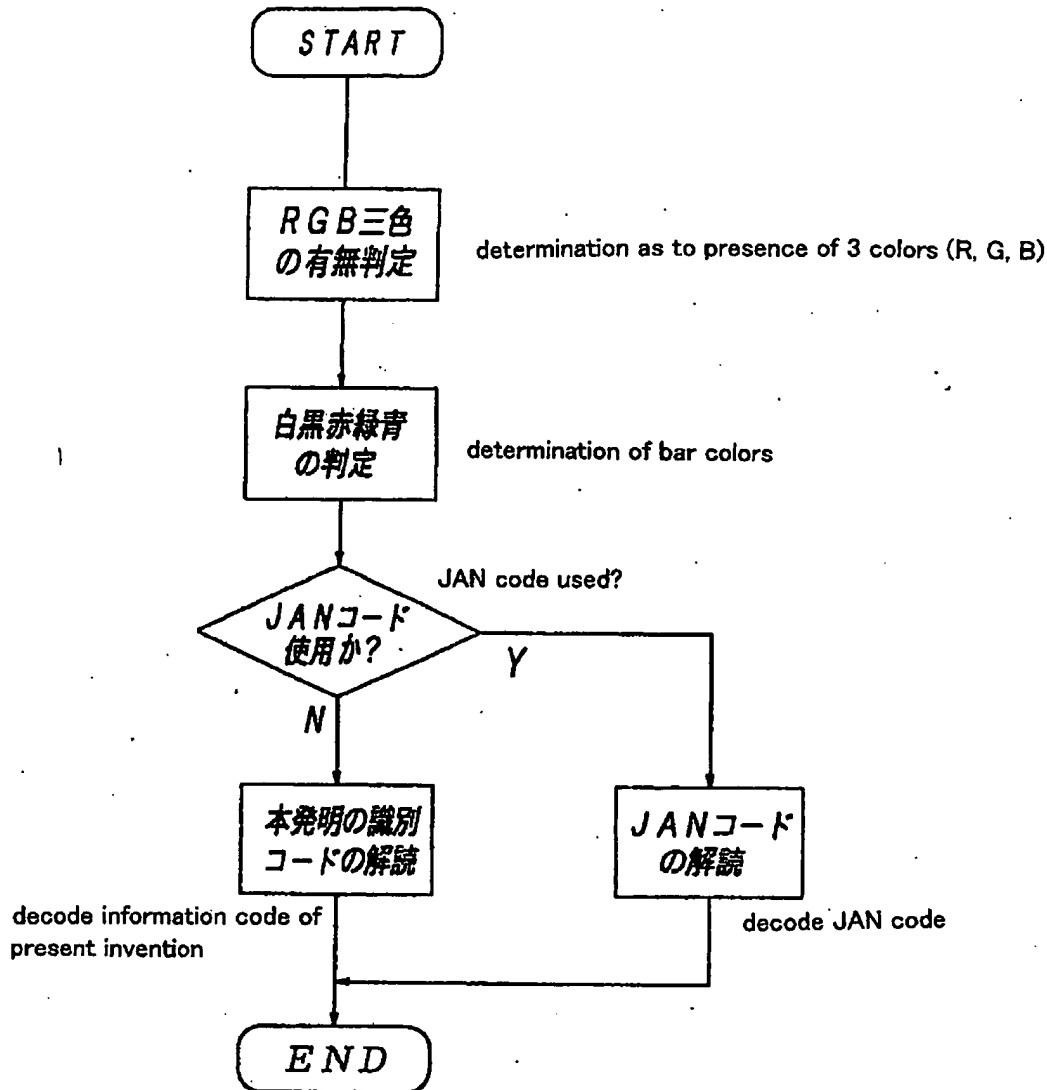 START
RGB三色
の有無判定
determination as to presence of 3 colors (R, G, B)
白黒赤緑青
の判定
determination of bar colors
JAN code used?
JANコード
使用か?
Y
N
本発明の識別
コードの解読
decode information code of
present invention
JANコード
の解読
decode JAN code
END